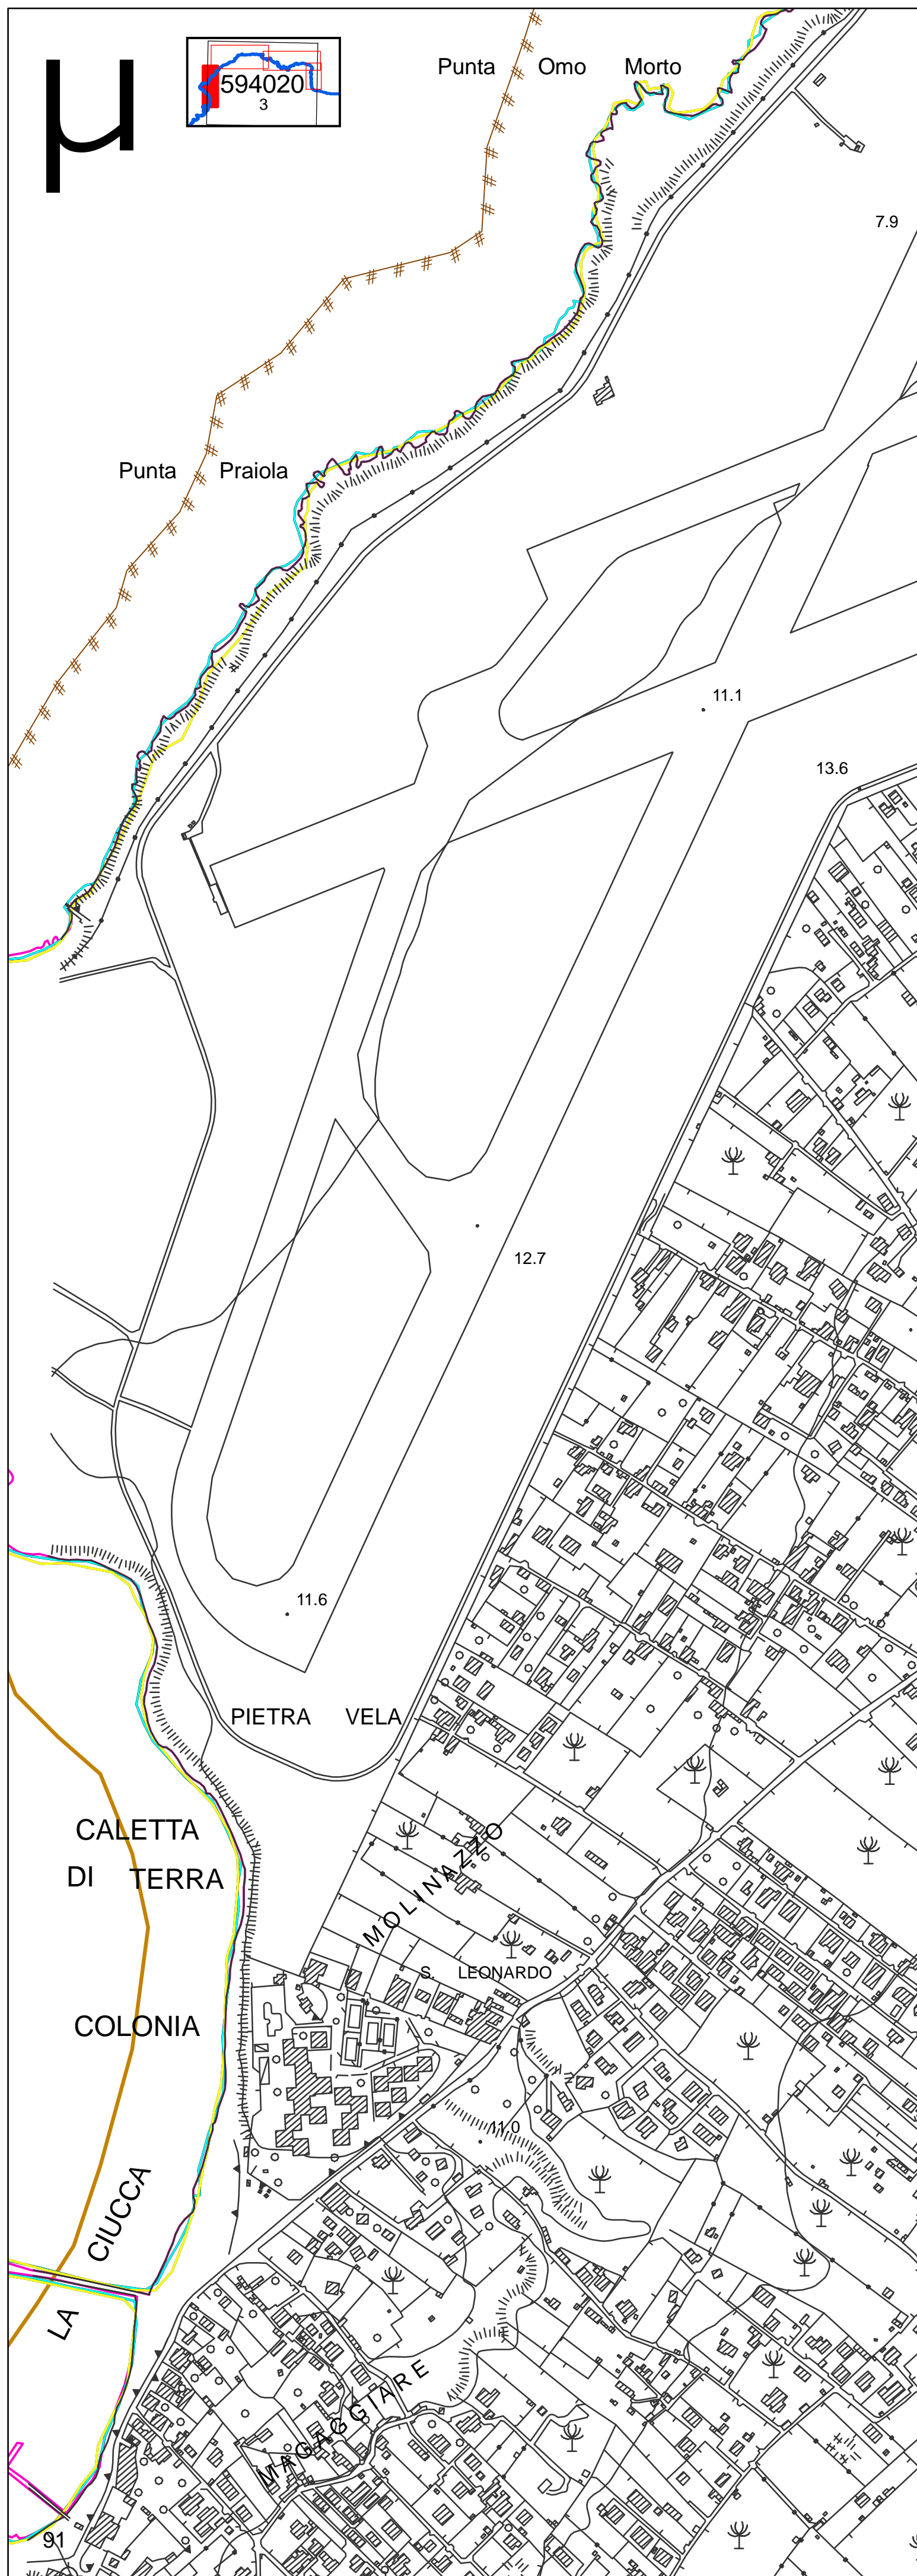 µ
594020
3
Punta Omo Morto
7.9
Punta Praiola
11.1
13.6
12.7
11.6
PIETRA VELA
CALETTA
DI TERRA
MOLINAZZO
S. LEONARDO
COLONIA
11.0
CIUCCA
LA
MAGAGGIARE
91